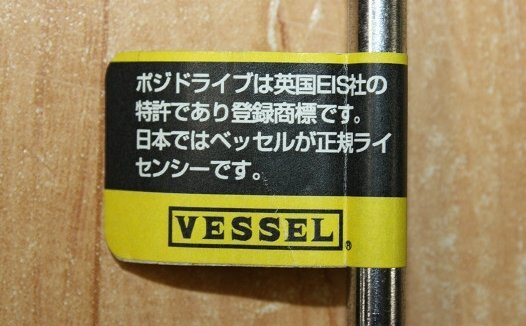 ポジドライブは英国EIS社の
特許であり登録商標です。
日本ではベッセルが正規ライ
センシーです。
VESSEL®